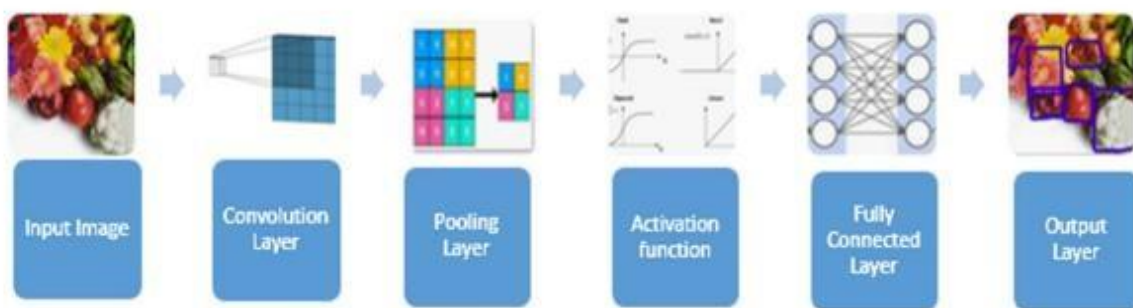 Input Image
Convolution
Layer
Pooling
Layer
Activation
function
Fully
Connected
Layer
Output
Layer